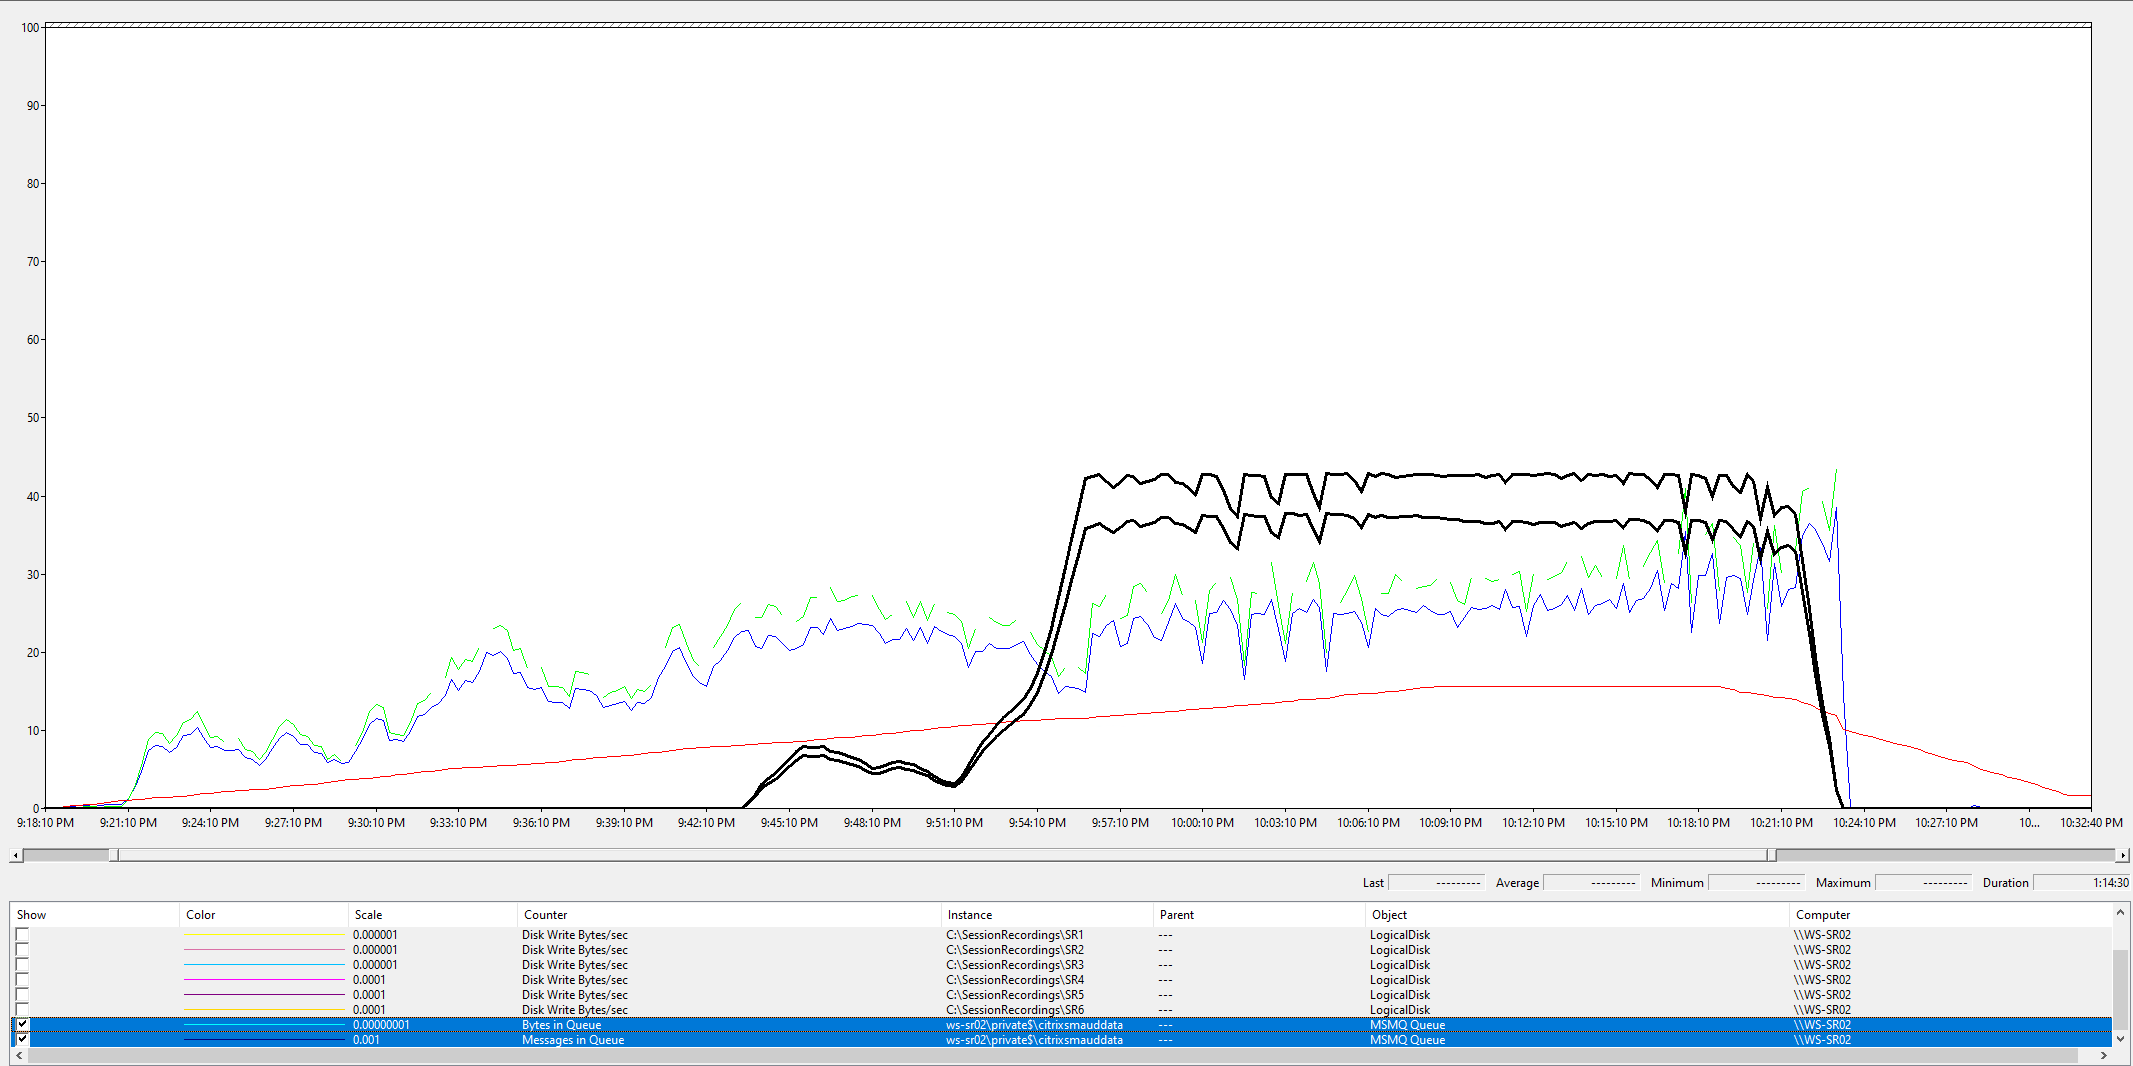 100
90
80
70
60
50
40
30
20
10
0
9:18:10 PM 9:21:10 PM 9:24:10 PM 9:27:10 PM 9:30:10 PM 9:33:10 PM 9:36:10 PM 9:39:10 PM 9:42:10 PM 9:45:10 PM 9:48:10 PM 9:51:10 PM 9:54:10 PM 9:57:10 PM 10:00:10 PM 10:03:10 PM 10:06:10 PM 10:09:10 PM 10:12:10 PM 10:15:10 PM 10:18:10 PM 10:21:10 PM 10:24:10 PM 10:27:10 PM 10... 10:32:40 PM
Last --------- Average --------- Minimum --------- Maximum --------- Duration 1:14:30
Show Color Scale Counter Instance Parent Object Computer
0.000001 Disk Write Bytes/sec C:\SessionRecordings\SR1 --- LogicalDisk \\WS-SR02
0.000001 Disk Write Bytes/sec C:\SessionRecordings\SR2 --- LogicalDisk \\WS-SR02
0.000001 Disk Write Bytes/sec C:\SessionRecordings\SR3 --- LogicalDisk \\WS-SR02
0.0001 Disk Write Bytes/sec C:\SessionRecordings\SR4 --- LogicalDisk \\WS-SR02
0.0001 Disk Write Bytes/sec C:\SessionRecordings\SR5 --- LogicalDisk \\WS-SR02
0.0001 Disk Write Bytes/sec C:\SessionRecordings\SR6 --- LogicalDisk \\WS-SR02
0.00000001 Bytes in Queue ws-sr02\private$\citrixsmauddata --- MSMQ Queue \\WS-SR02
0.001 Messages in Queue ws-sr02\private$\citrixsmauddata --- MSMQ Queue \\WS-SR02